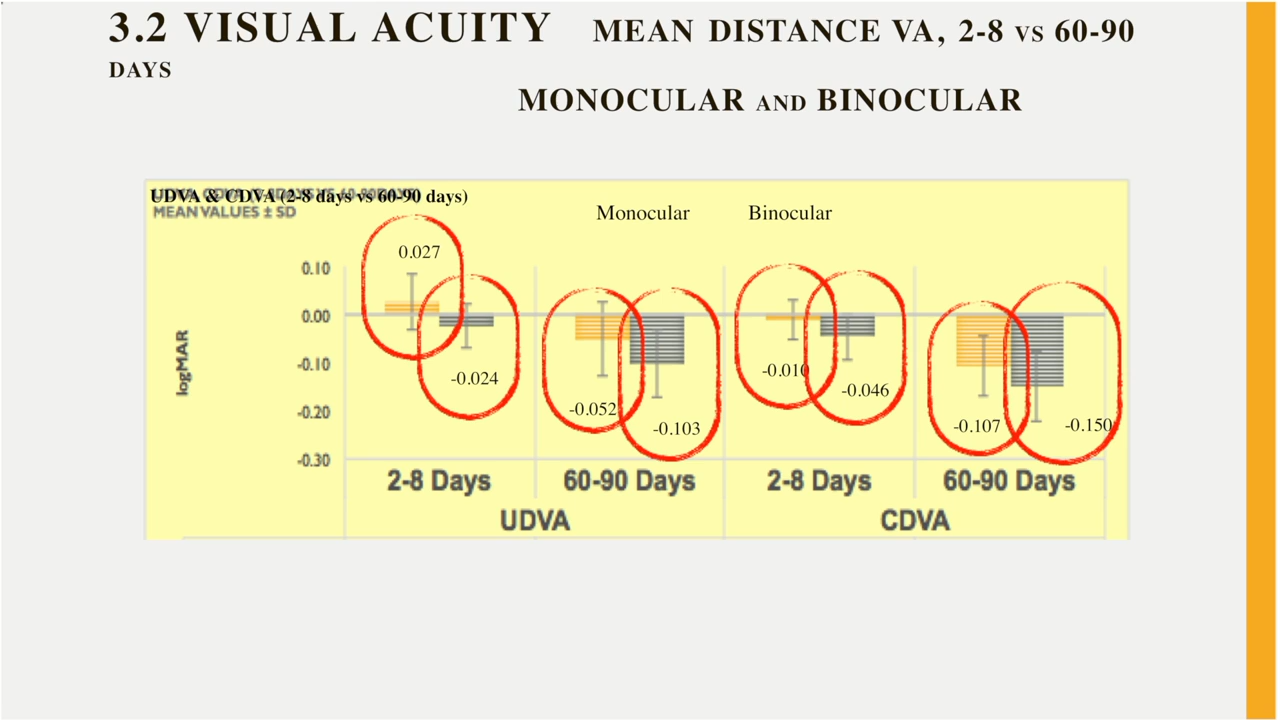 3.2 VISUAL ACUITY MEAN DISTANCE VA, 2-8 VS 60-90
DAYS
MONOCULAR AND BINOCULAR
UDVA & CDVA (2-8 days vs 60-90 days)
MEAN VALUES ± SD
Monocular Binocular
0.027
0.10
0.00
-0.10
-0.20
-0.30
logMAR
-0.024
-0.052
-0.103
-0.010
-0.046
-0.107
-0.150
2-8 Days 60-90 Days 2-8 Days 60-90 Days
UDVA CDVA